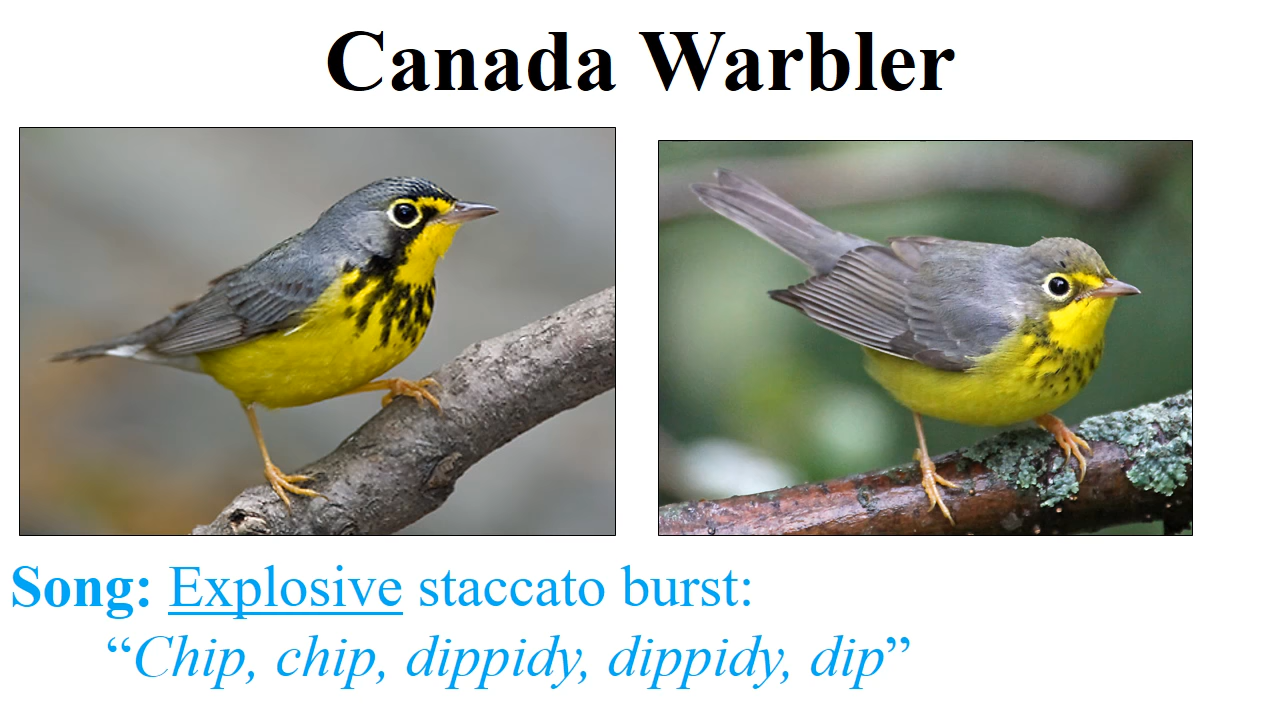 Canada Warbler
Song: Explosive staccato burst:
“Chip, chip, dippidy, dippidy, dip”